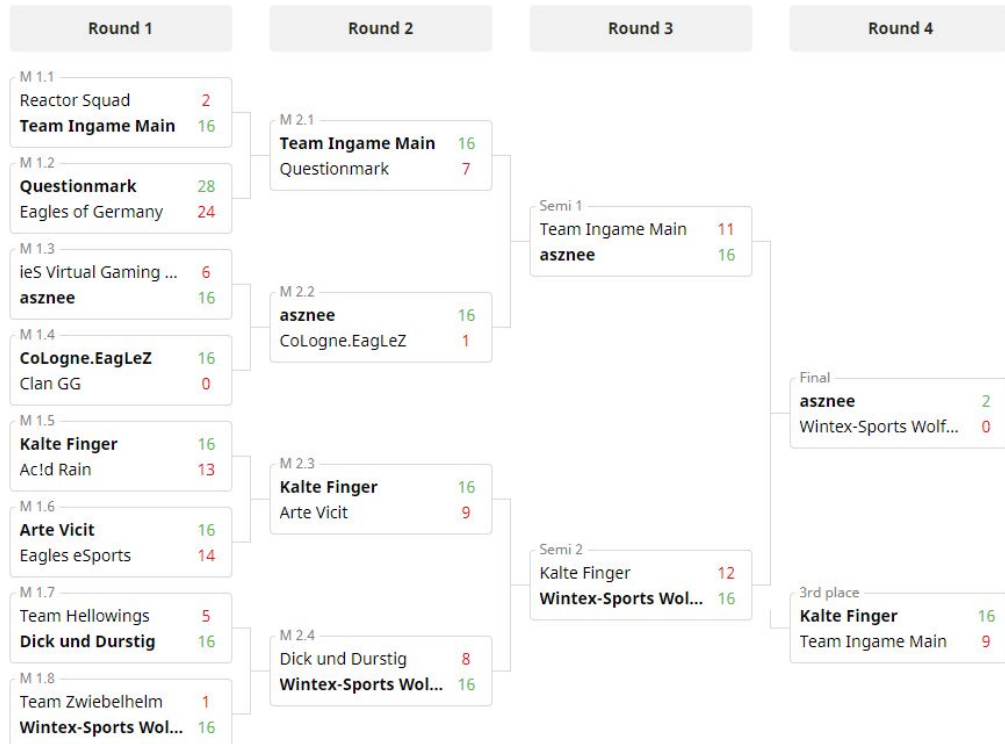 Round 1
Round 2
Round 3
Round 4
M 1.1
Reactor Squad 2
Team Ingame Main 16
M 1.2
Questionmark 28
Eagles of Germany 24
M 1.3
ieS Virtual Gaming ... 6
asznee 16
M 1.4
CoLogne.EagLeZ 16
Clan GG 0
M 1.5
Kalte Finger 16
Ac!d Rain 13
M 1.6
Arte Vicit 16
Eagles eSports 14
M 1.7
Team Hellowings 5
Dick und Durstig 16
M 1.8
Team Zwiebelhelm 1
Wintex-Sports Wol... 16
M 2.1
Team Ingame Main 16
Questionmark 7
M 2.2
asznee 16
CoLogne.EagLeZ 1
M 2.3
Kalte Finger 16
Arte Vicit 9
M 2.4
Dick und Durstig 8
Wintex-Sports Wol... 16
Semi 1
Team Ingame Main 11
asznee 16
Semi 2
Kalte Finger 12
Wintex-Sports Wol... 16
Final
asznee 2
Wintex-Sports Wolf... 0
3rd place
Kalte Finger 16
Team Ingame Main 9